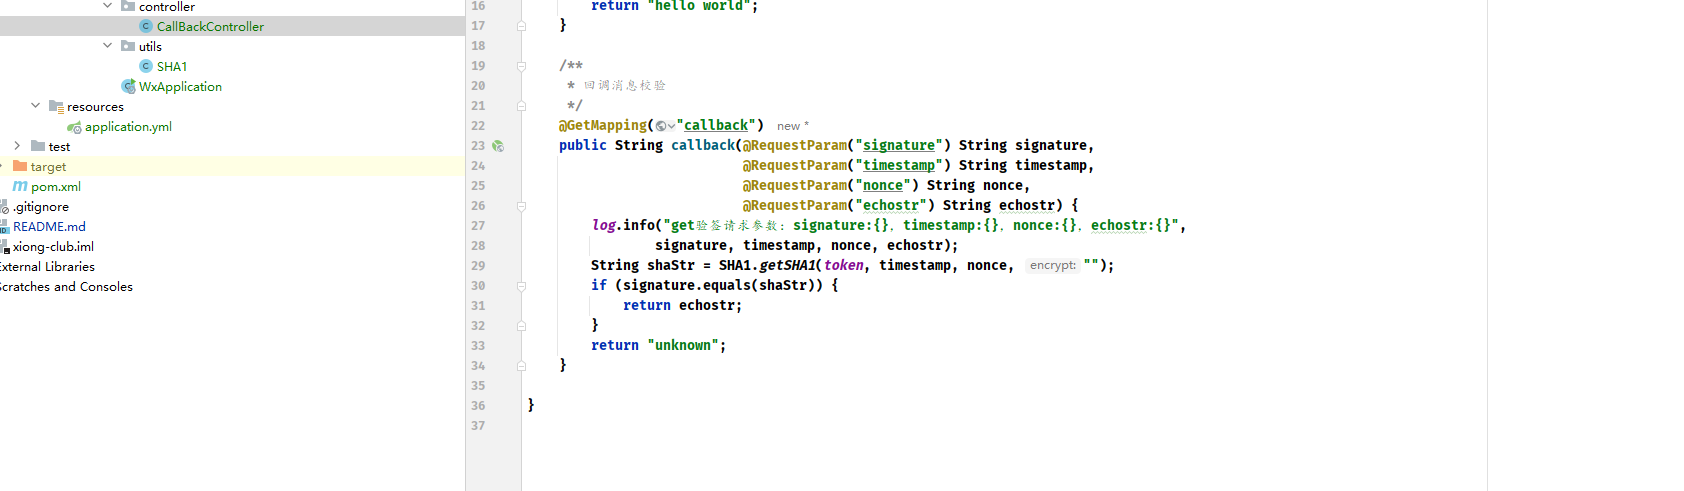 controller
CallBackController
utils
SHA1
WxApplication
resources
application.yml
test
target
pom.xml
.gitignore
README.md
xiong-club.iml
External Libraries
Scratches and Consoles
16 return "hello world";
17 }
18
19 /**
20 * 回调消息校验
21 */
22 @GetMapping("callback") new *
23 public String callback(@RequestParam("signature") String signature,
24 @RequestParam("timestamp") String timestamp,
25 @RequestParam("nonce") String nonce,
26 @RequestParam("echostr") String echostr) {
27 log.info("get验签请求参数：signature:{}，timestamp:{}，nonce:{}，echostr:{}",
28 signature, timestamp, nonce, echostr);
29 String shaStr = SHA1.getSHA1(token, timestamp, nonce, encrypt: "");
30 if (signature.equals(shaStr)) {
31 return echostr;
32 }
33 return "unknown";
34 }
35
36 }
37